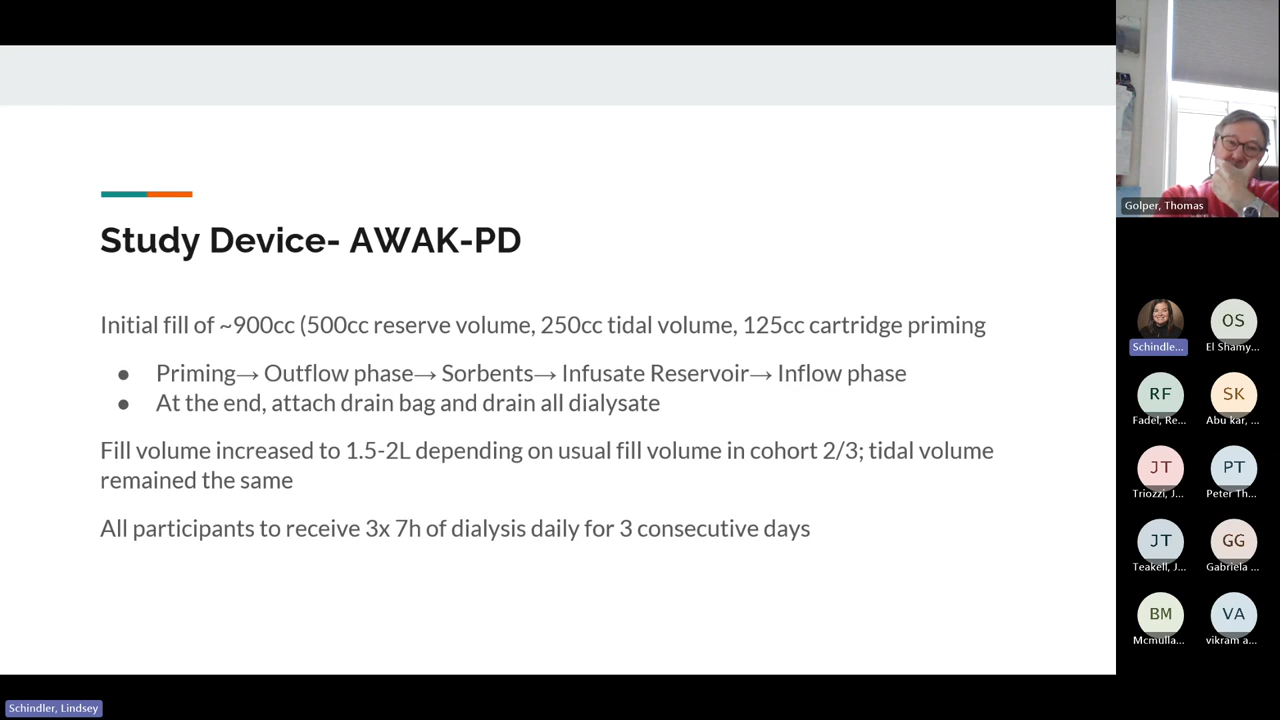 Study Device- AWAK-PD
Initial fill of ~900cc (500cc reserve volume, 250cc tidal volume, 125cc cartridge priming
● Priming→ Outflow phase→ Sorbents→ Infusate Reservoir→ Inflow phase
● At the end, attach drain bag and drain all dialysate
Fill volume increased to 1.5-2L depending on usual fill volume in cohort 2/3; tidal volume
remained the same
All participants to receive 3x 7h of dialysis daily for 3 consecutive days
Golper, Thomas
Schindle...
OS
El Shamy...
RF
Fadel, Re...
SK
Abu kar, ...
JT
Triozzi, J...
PT
Peter Th...
JT
Teakell, J...
GG
Gabriela ...
BM
Mcmulla...
VA
vikram a...
Schindler, Lindsey